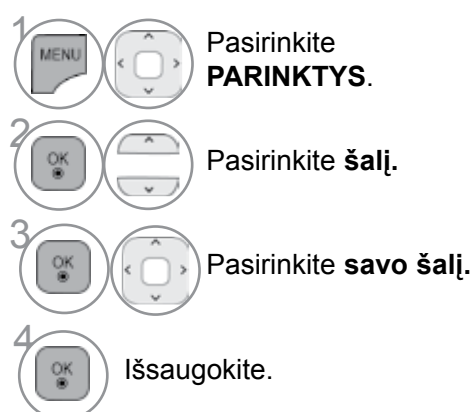 1
MENU
Pasirinkite
PARINKTYS.
2
OK
Pasirinkite šalį.
3
OK
Pasirinkite savo šalį.
4
OK
Išsaugokite.